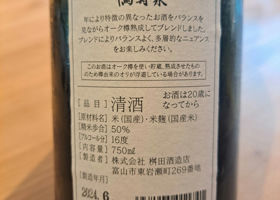 満寿泉
年により特徴の異なったお酒をバランスを
見ながらオーク樽熟成してブレンドしました。
ブレンドによりバランスよく、多層的なニュアンス
をお楽しみください。
このお酒はオーク樽を使い貯蔵、熟成させたもの
のため樽由来のオリが浮遊している場合があります。
【品目】清酒 お酒は20歳に
なってから
【原材料名】米(国産)・米麹(国産米)
【精米歩合】50%
【アルコール分】16度
【内容量】750mℓ
【製造者】株式会社 桝田酒造店
富山市東岩瀬町269番地
【製造年月】
2024.6